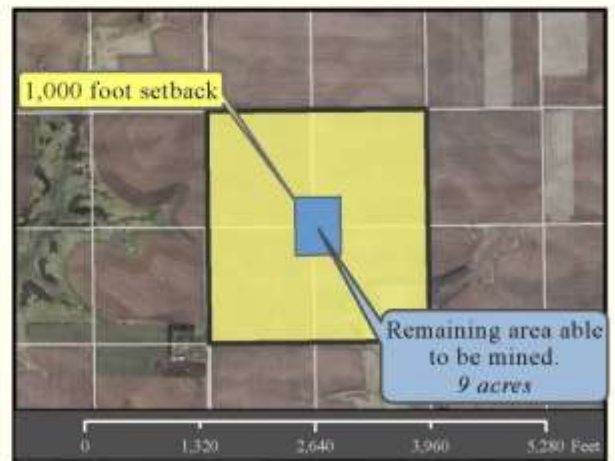 1,000 foot setback
Remaining area able
to be mined.
9 acres
0 1,320 2,640 3,960 5,280 Feet